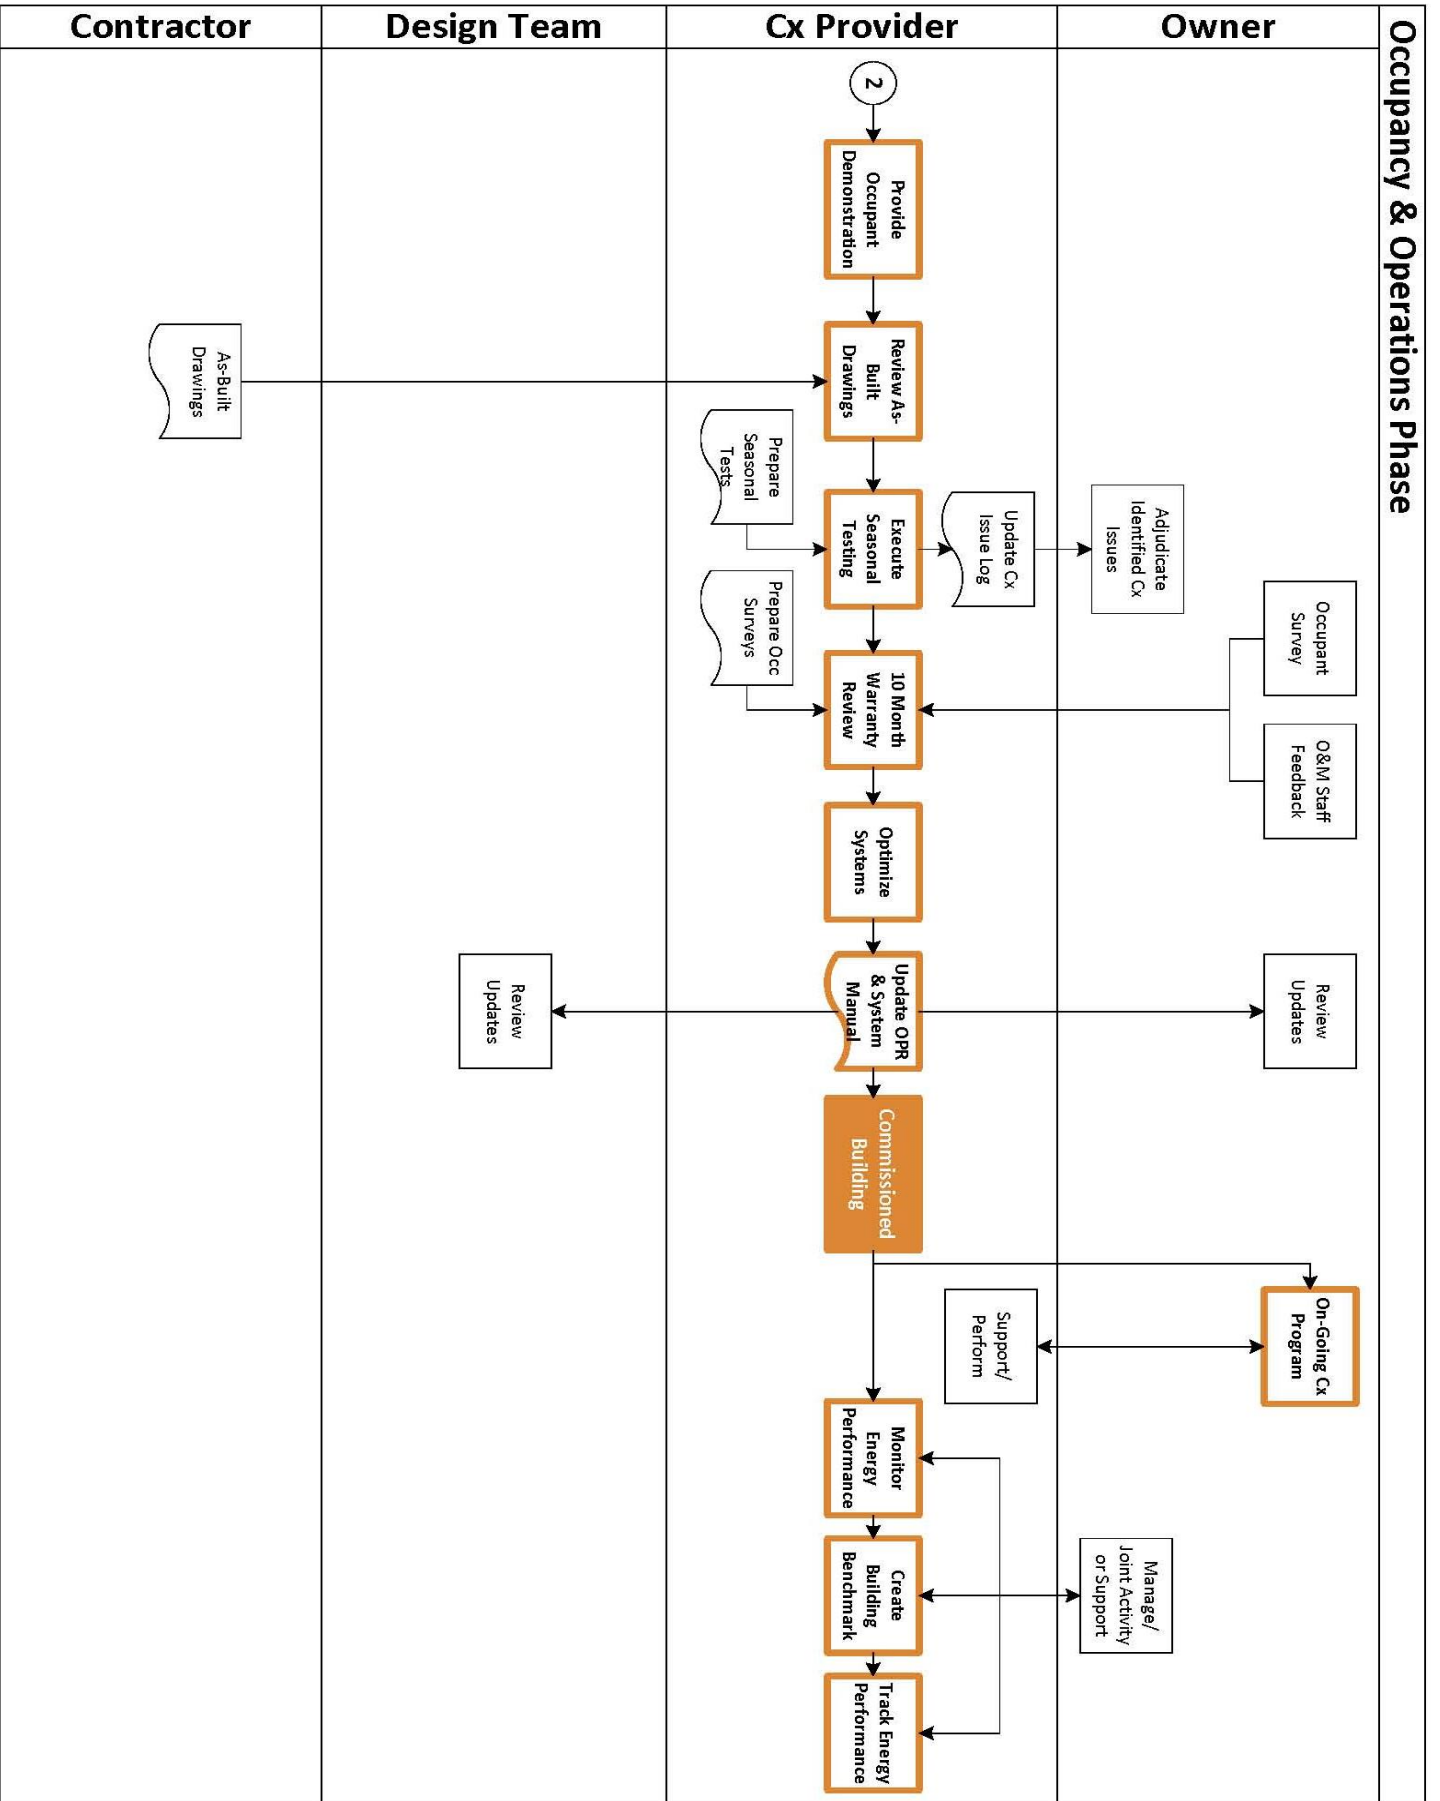 Occupancy & Operations Phase
Contractor
Design Team
Cx Provider
Owner
2
Provide
Occupant
Demonstration
As-Built
Drawings
Review As-
Built
Drawings
Prepare
Seasonal
Tests
Execute
Seasonal
Testing
Update Cx
Issue Log
Adjudicate
Identified Cx
Issues
Prepare Occ
Surveys
10 Month
Warranty
Review
Occupant
Survey
O&M Staff
Feedback
Optimize
Systems
Update OPR
& System
Manual
Review
Updates
Review
Updates
Commissioned
Building
On-Going Cx
Program
Support/
Perform
Monitor
Energy
Performance
Create
Building
Benchmark
Manage/
Joint Activity
or Support
Track Energy
Performance